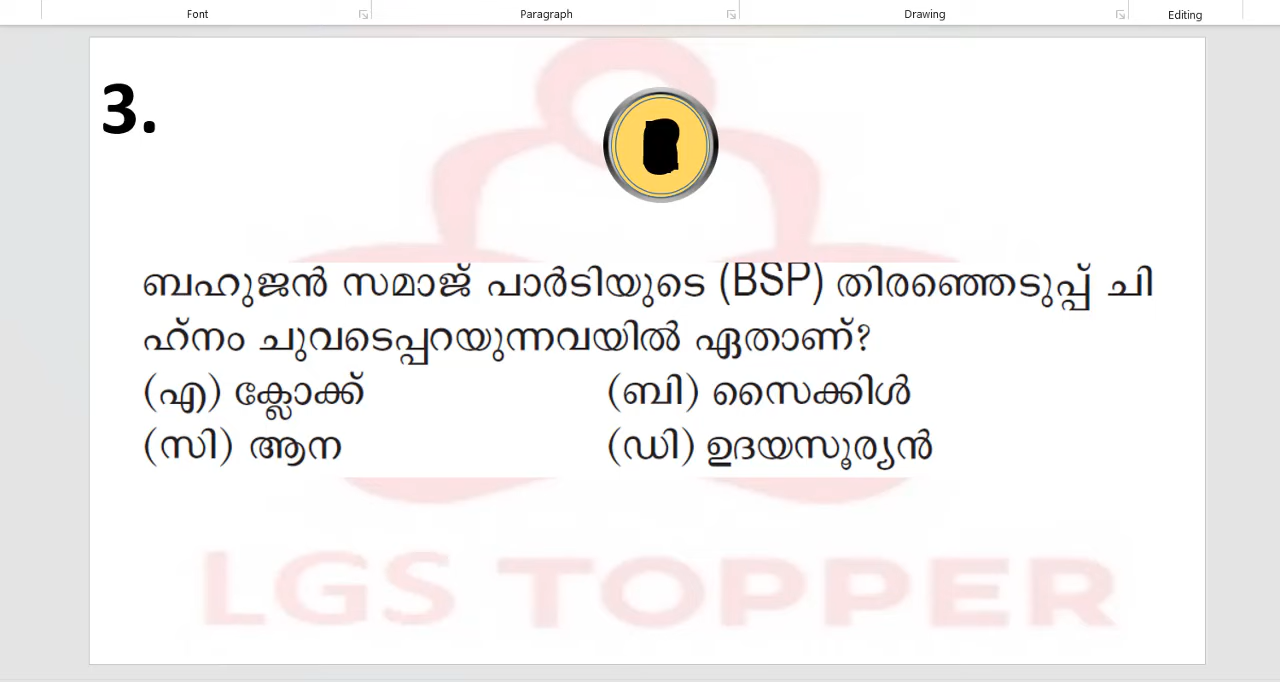 Font Paragraph Drawing Editing
3.
ബഹുജൻ സമാജ് പാർടിയുടെ (BSP) തിരഞ്ഞെടുപ്പ് ചി
ഹ്നം ചുവടെപ്പറയുന്നവയിൽ ഏതാണ്?
(എ) ക്ലോക്ക് (ബി) സൈക്കിൾ
(സി) ആന (ഡി) ഉദയസൂര്യൻ
LGS TOPPER